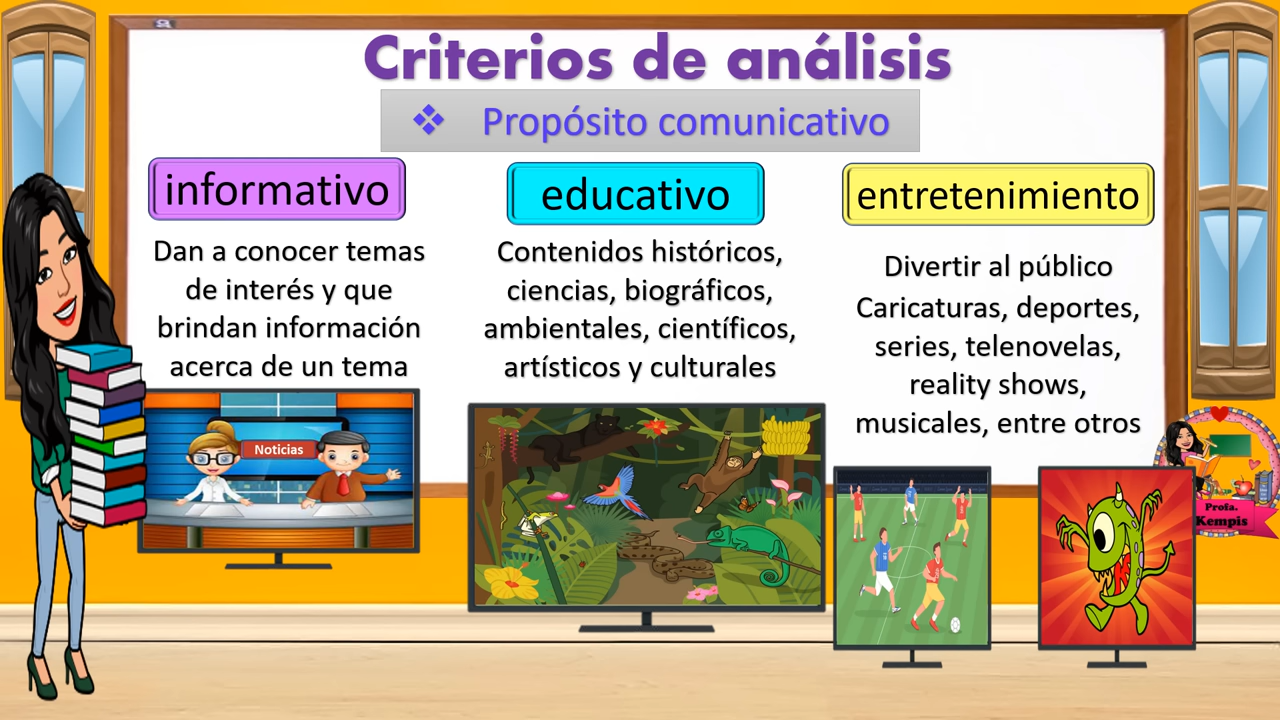 Criterios de análisis
❖ Propósito comunicativo
informativo
Dan a conocer temas
de interés y que
brindan información
acerca de un tema
educativo
Contenidos históricos,
ciencias, biográficos,
ambientales, científicos,
artísticos y culturales
entretenimiento
Divertir al público
Caricaturas, deportes,
series, telenovelas,
reality shows,
musicales, entre otros
Noticias
Profa.
Kempis